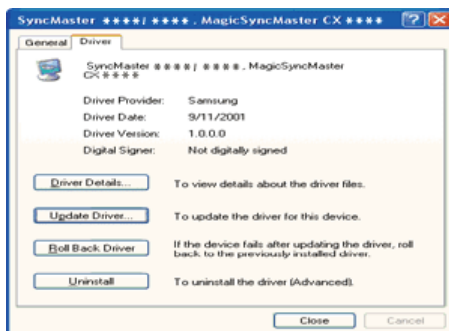 SyncMaster ****/ ****, MagicSyncMaster CX ****
General Driver
SyncMaster ****/ ****, MagicSyncMaster
CX****
Driver Provider: Samsung
Driver Date: 9/11/2001
Driver Version: 1.0.0.0
Digital Signer: Not digitally signed
Driver Details... To view details about the driver files.
Update Driver... To update the driver for this device.
Roll Back Driver If the device fails after updating the driver, roll
back to the previously installed driver.
Uninstall To uninstall the driver (Advanced).
Close Cancel